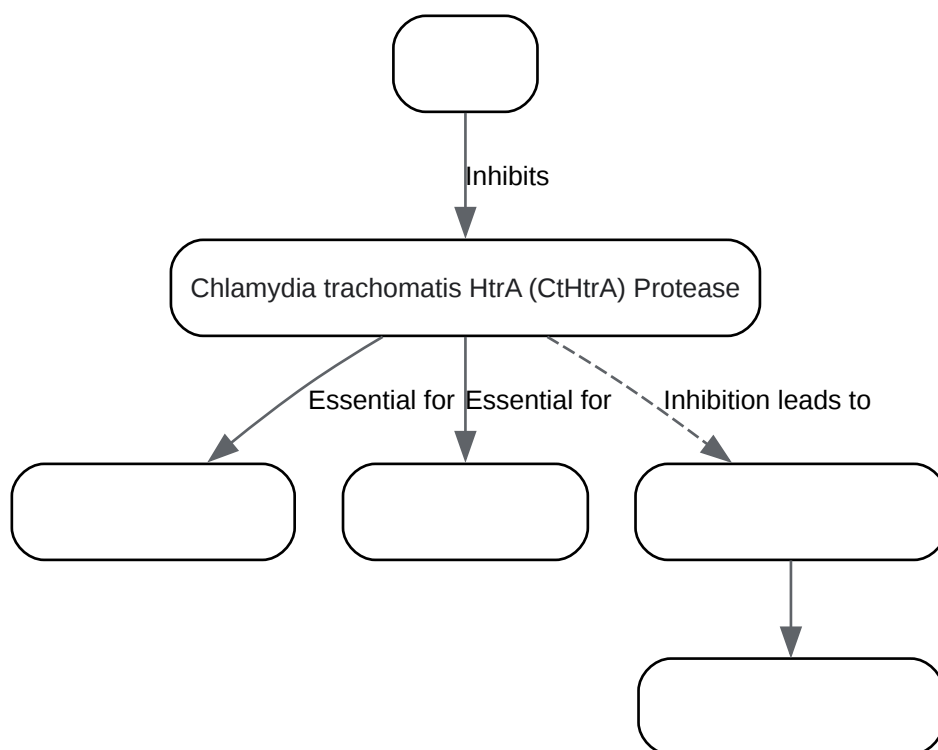 Inhibits
Chlamydia trachomatis HtrA (CtHtrA) Protease
Essential for
Essential for
Inhibition leads to